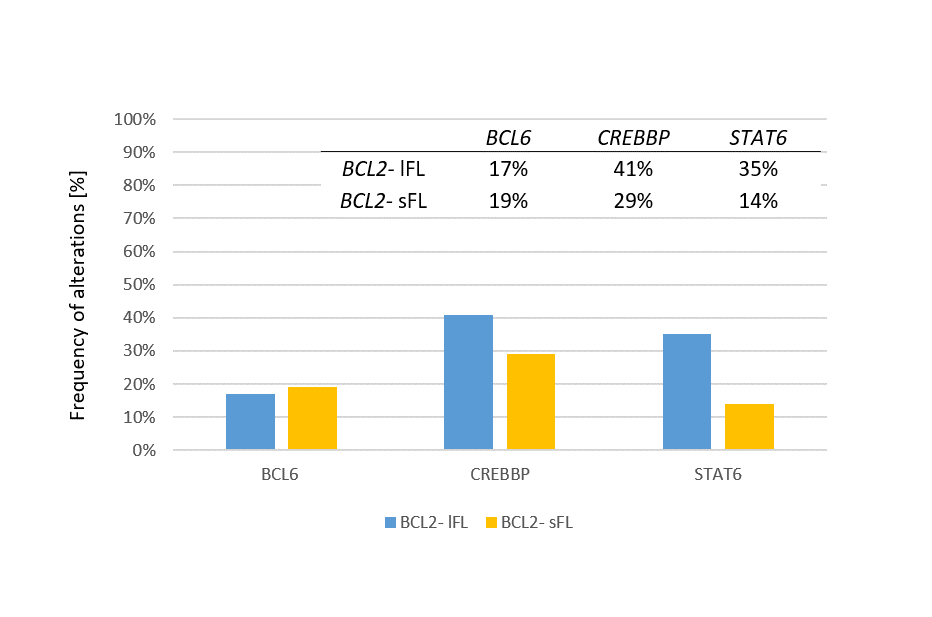 Frequency of alterations [%]
100%
90%
80%
70%
60%
50%
40%
30%
20%
10%
0%
BCL6 CREBBP STAT6
BCL2- lFL 17% 41% 35%
BCL2- sFL 19% 29% 14%
BCL6 CREBBP STAT6
BCL2- lFL BCL2- sFL